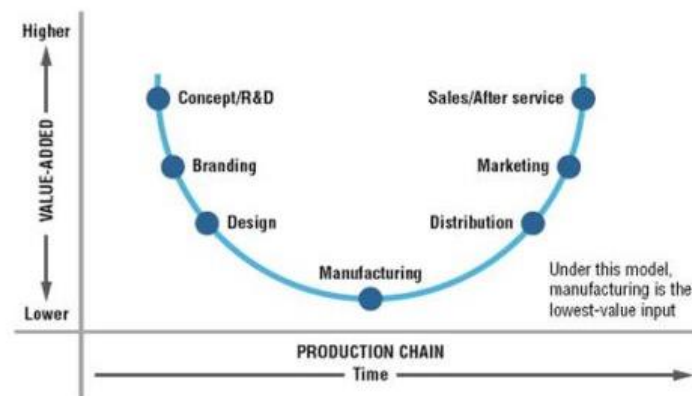 Higher
VALUE-ADDED
Lower
Concept/R&D
Branding
Design
Manufacturing
Sales/After service
Marketing
Distribution
Under this model,
manufacturing is the
lowest-value input
PRODUCTION CHAIN
Time